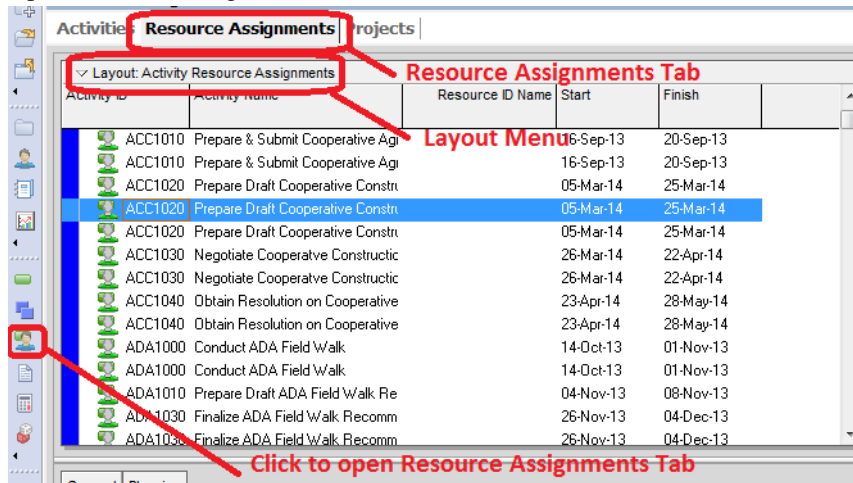 Activities Resource Assignments Projects
Layout: Activity Resource Assignments
Resource Assignments Tab
Activity ID Activity Name Resource ID Name Start Finish
Layout Menu
ACC1010 Prepare & Submit Cooperative Agr 16-Sep-13 20-Sep-13
ACC1010 Prepare & Submit Cooperative Agr 16-Sep-13 20-Sep-13
ACC1020 Prepare Draft Cooperative Constru 05-Mar-14 25-Mar-14
ACC1020 Prepare Draft Cooperative Constru 05-Mar-14 25-Mar-14
ACC1020 Prepare Draft Cooperative Constru 05-Mar-14 25-Mar-14
ACC1030 Negotiate Cooperatve Constructic 26-Mar-14 22-Apr-14
ACC1030 Negotiate Cooperatve Constructic 26-Mar-14 22-Apr-14
ACC1040 Obtain Resolution on Cooperative 23-Apr-14 28-May-14
ACC1040 Obtain Resolution on Cooperative 23-Apr-14 28-May-14
ADA1000 Conduct ADA Field Walk 14-Oct-13 01-Nov-13
ADA1000 Conduct ADA Field Walk 14-Oct-13 01-Nov-13
ADA1010 Prepare Draft ADA Field Walk Re 04-Nov-13 08-Nov-13
ADA1030 Finalize ADA Field Walk Recomm 26-Nov-13 04-Dec-13
ADA1030 Finalize ADA Field Walk Recomm 26-Nov-13 04-Dec-13
Click to open Resource Assignments Tab